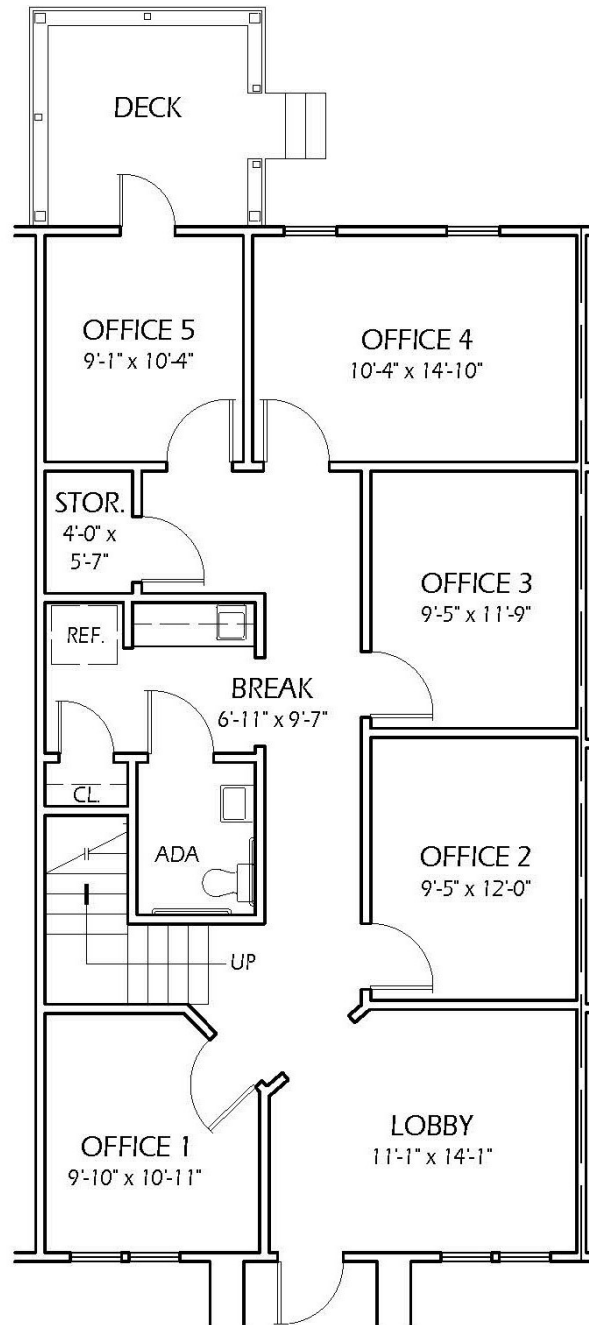 DECK
OFFICE 5
9'-1" x 10'-4"
OFFICE 4
10'-4" x 14'-10"
STOR.
4'-0" x
5'-7"
OFFICE 3
9'-5" x 11'-9"
REF.
BREAK
6'-11" x 9'-7"
CL.
ADA
OFFICE 2
9'-5" x 12'-0"
UP
OFFICE 1
9'-10" x 10'-11"
LOBBY
11'-1" x 14'-1"